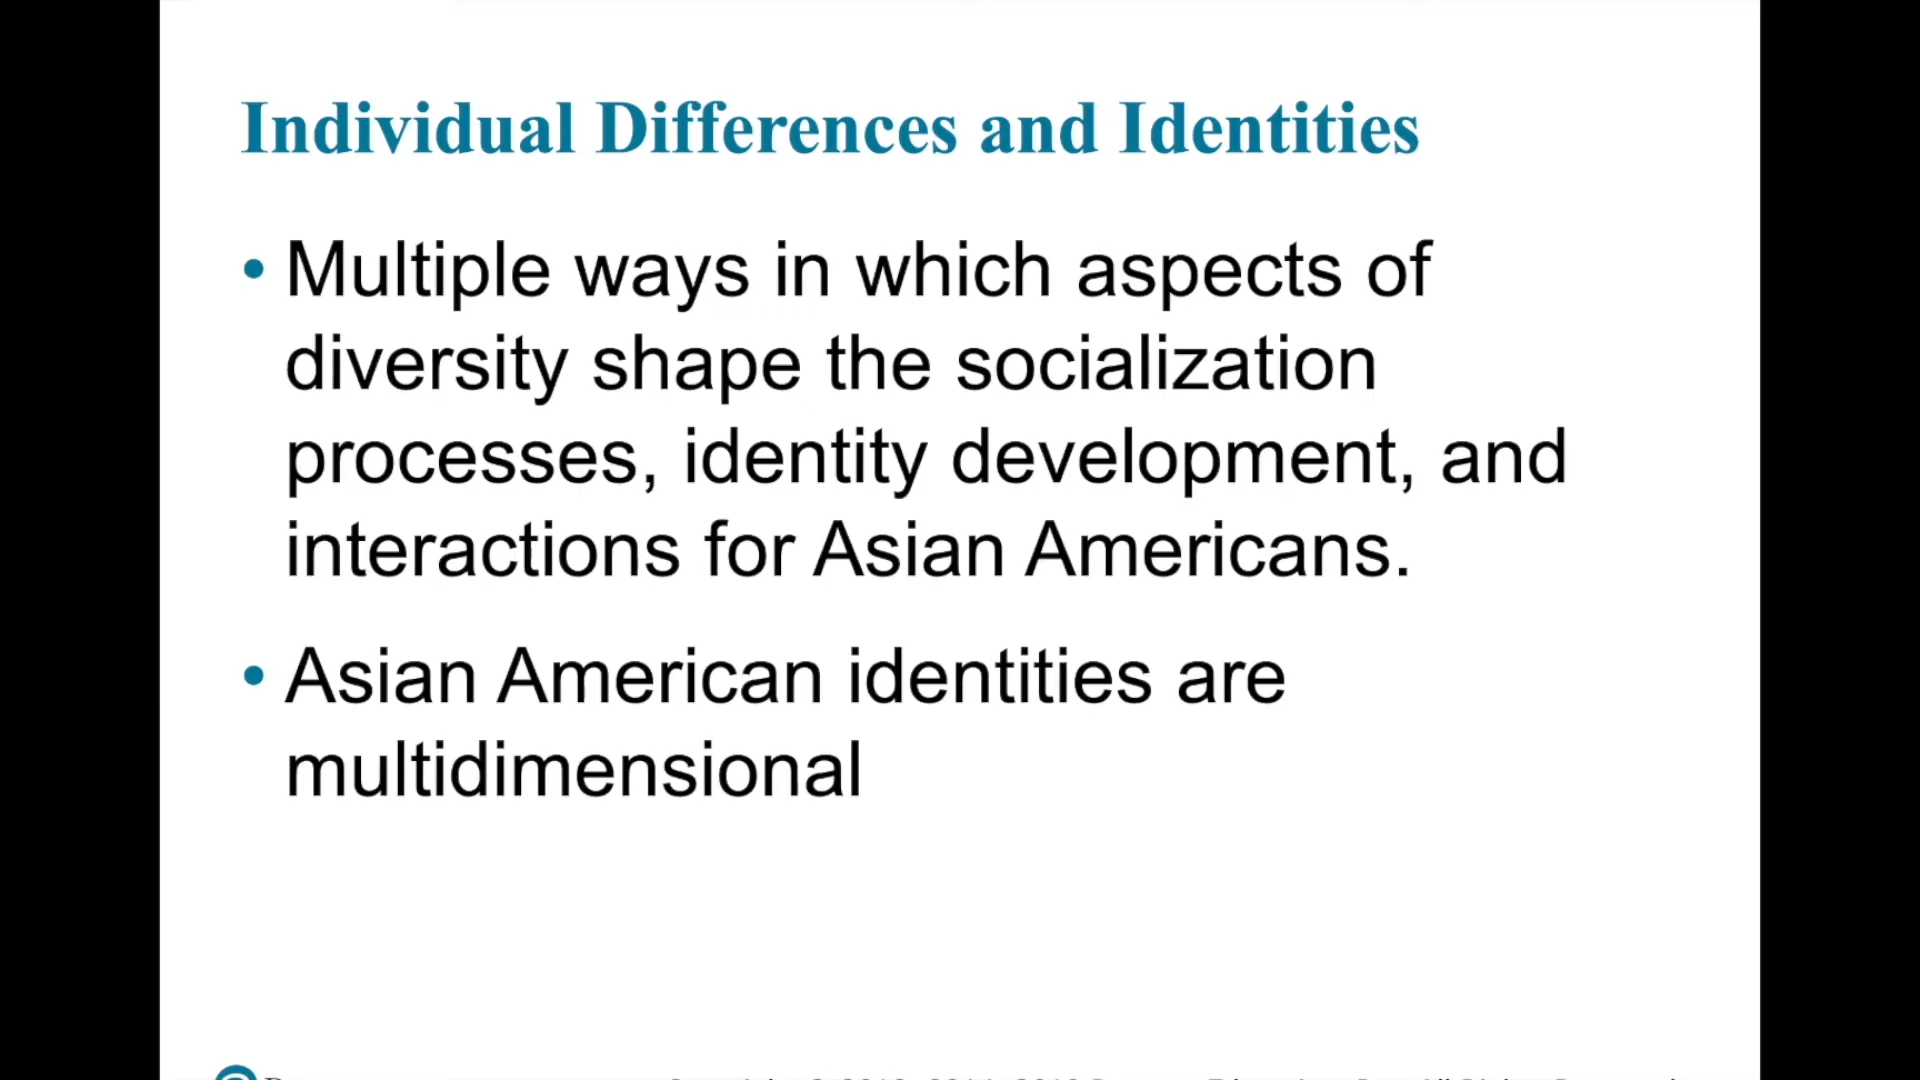 Individual Differences and Identities
• Multiple ways in which aspects of
diversity shape the socialization
processes, identity development, and
interactions for Asian Americans.
• Asian American identities are
multidimensional